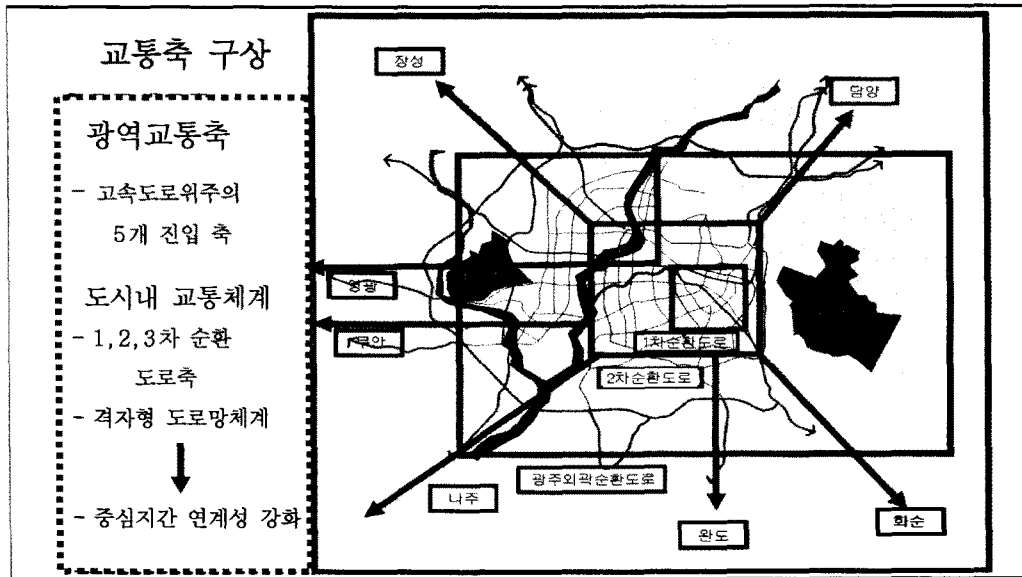 교통축 구상
광역교통축
- 고속도로위주의
5개 진입 축
도시내 교통체계
- 1,2,3차 순환
도로축
- 격자형 도로망체계
- 중심지간 연계성 강화
장성
담양
영광
무안
1차순환도로
2차순환도로
광주외곽순환도로
나주
완도
화순